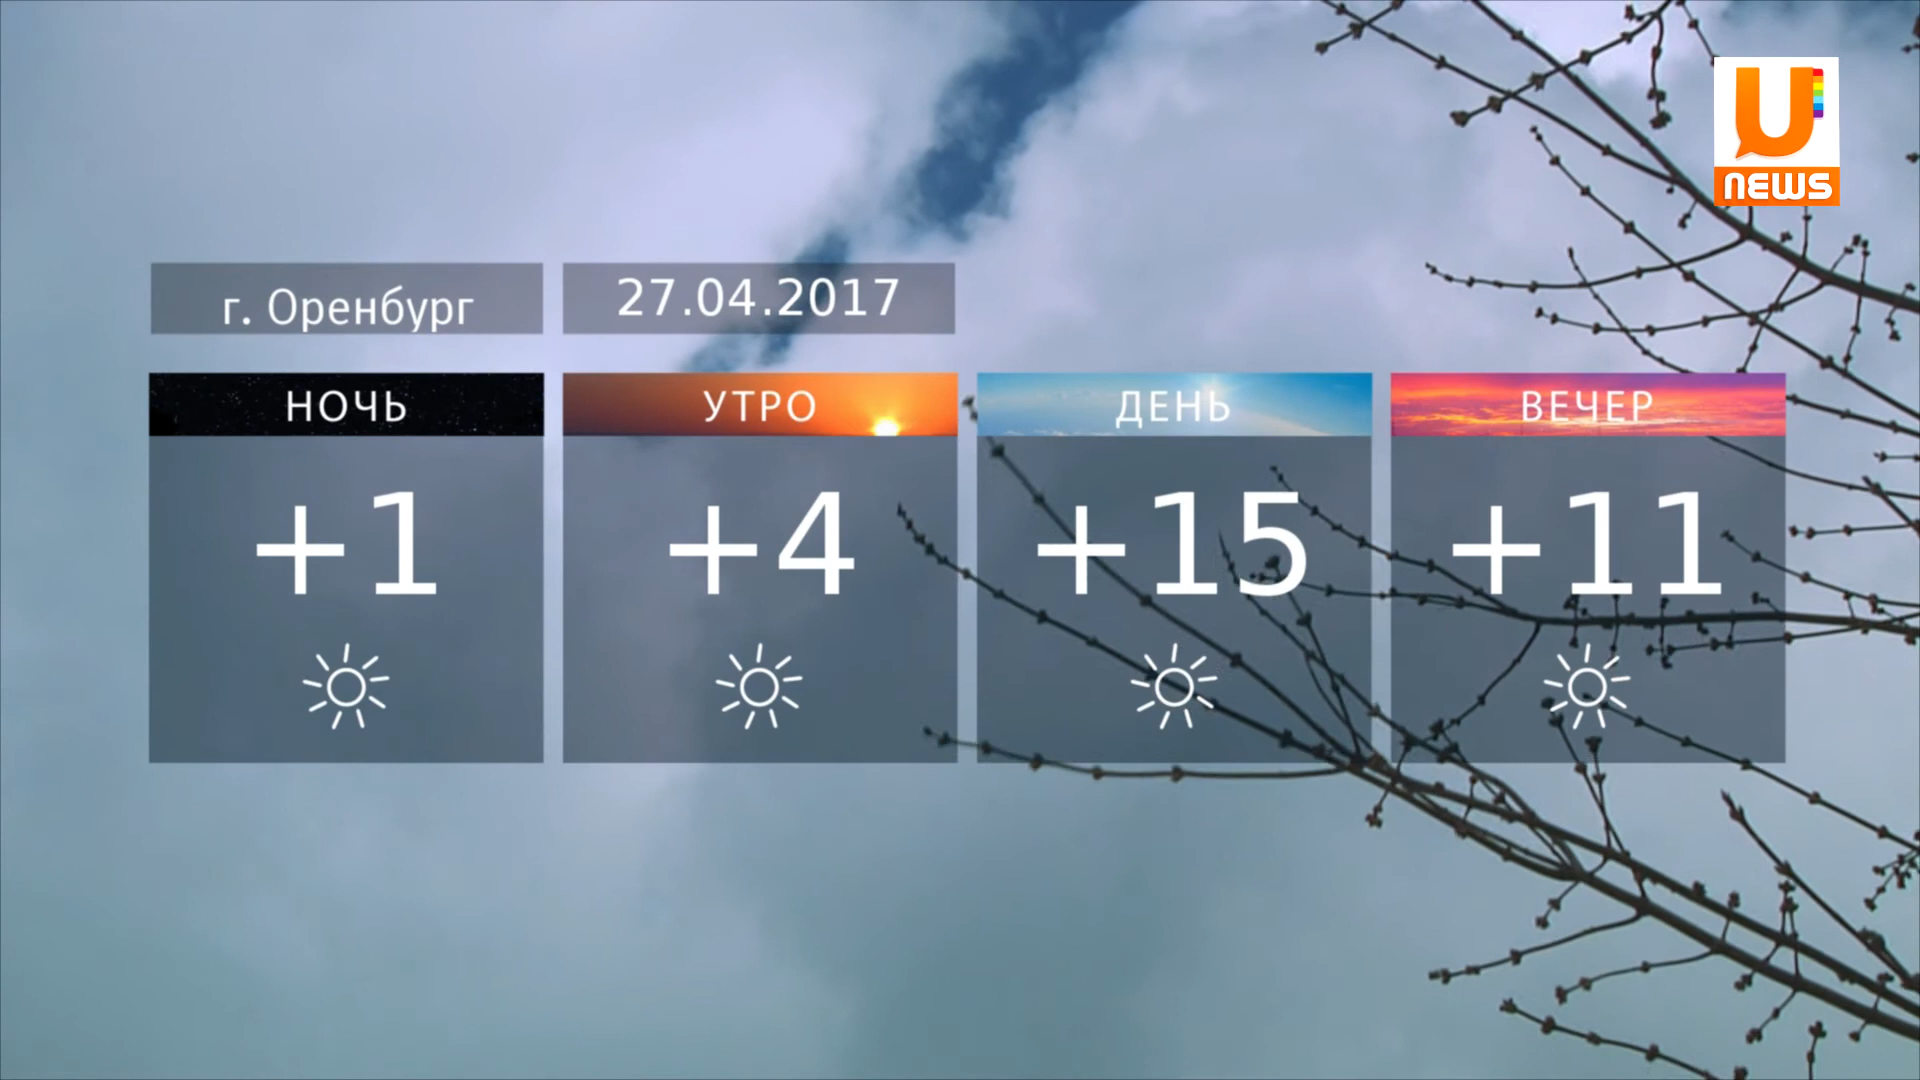 U
NEWS
г. Оренбург
27.04.2017
НОЧЬ
УТРО
ДЕНЬ
ВЕЧЕР
+1
+4
+15
+11